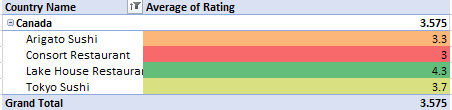 Country Name Average of Rating
Canada 3.575
Arigato Sushi 3.3
Consort Restaurant 3
Lake House Restauran 4.3
Tokyo Sushi 3.7
Grand Total 3.575